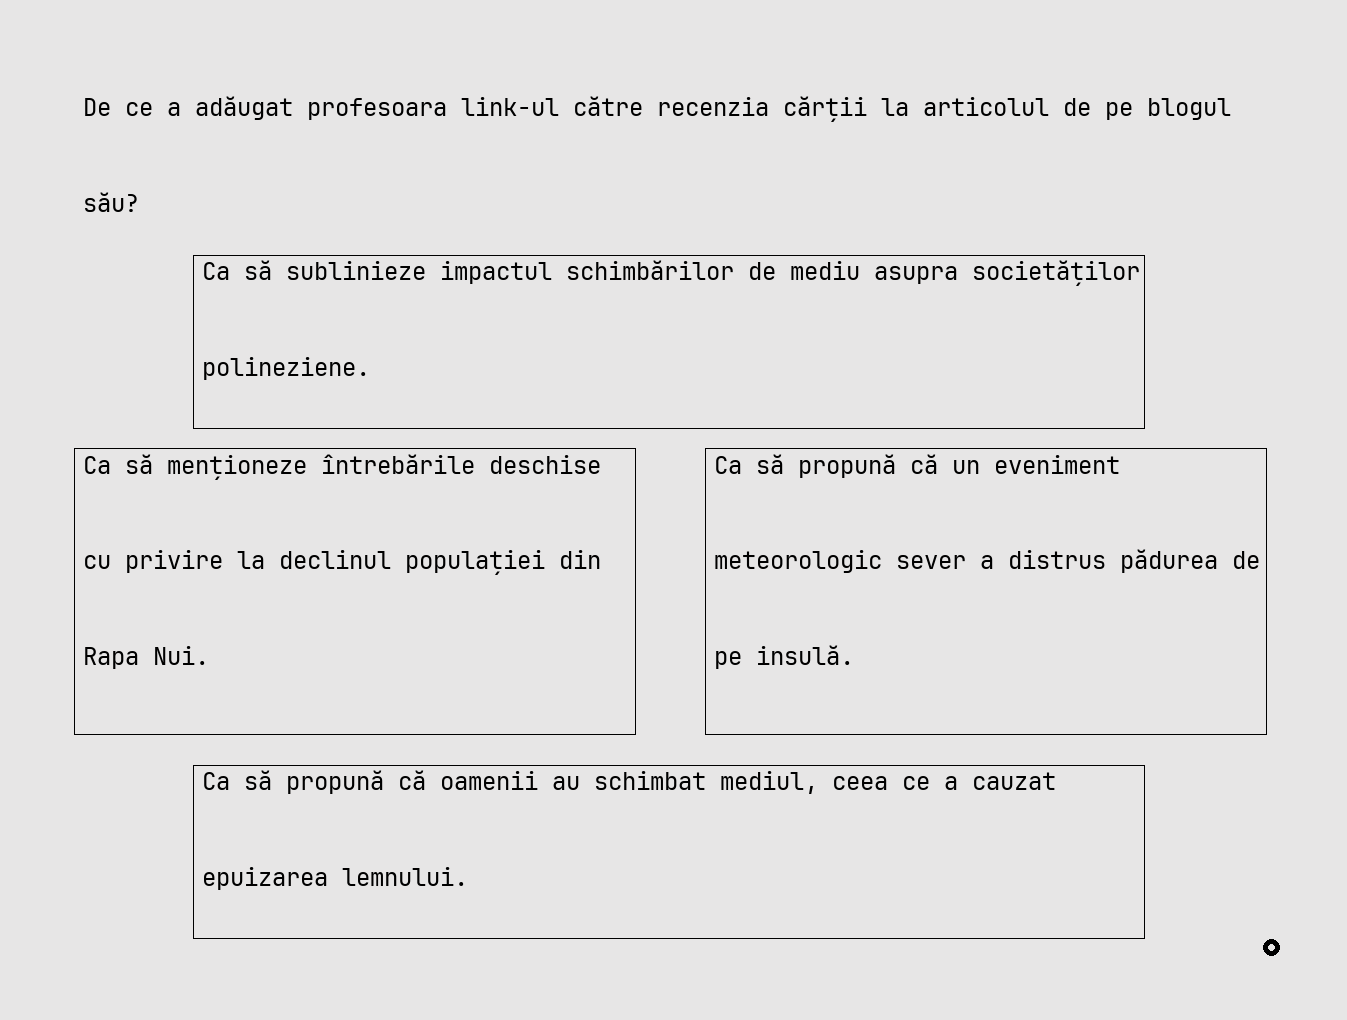 De ce a adăugat profesoara link-ul către recenzia cărții la articolul de pe blogul
său?
Ca să sublinieze impactul schimbărilor de mediu asupra societăților
polineziene.
Ca să menționeze întrebările deschise
cu privire la declinul populației din
Rapa Nui.
Ca să propună că un eveniment
meteorologic sever a distrus pădurea de
pe insulă.
Ca să propună că oamenii au schimbat mediul, ceea ce a cauzat
epuizarea lemnului.